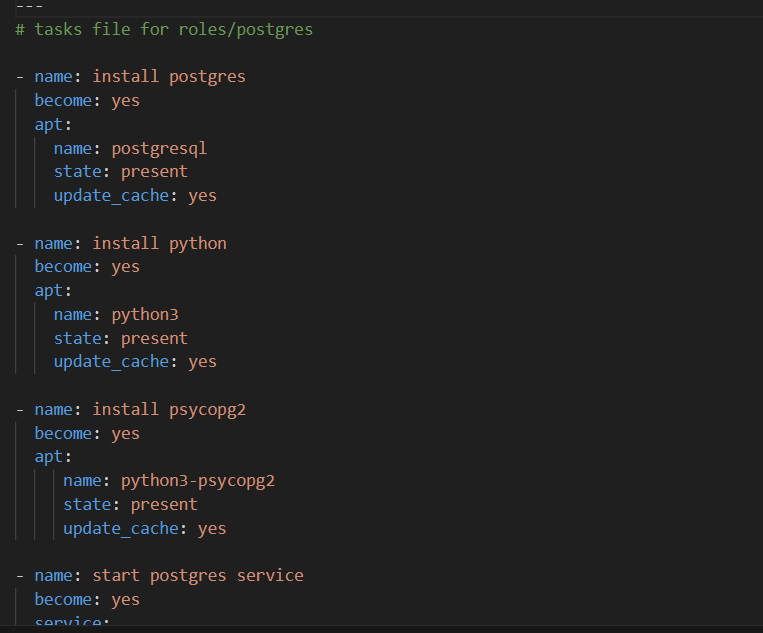 ---
# tasks file for roles/postgres
- name: install postgres
  become: yes
  apt:
    name: postgresql
    state: present
    update_cache: yes
- name: install python
  become: yes
  apt:
    name: python3
    state: present
    update_cache: yes
- name: install psycopg2
  become: yes
  apt:
     name: python3-psycopg2
     state: present
     update_cache: yes
- name: start postgres service
  become: yes
  service: